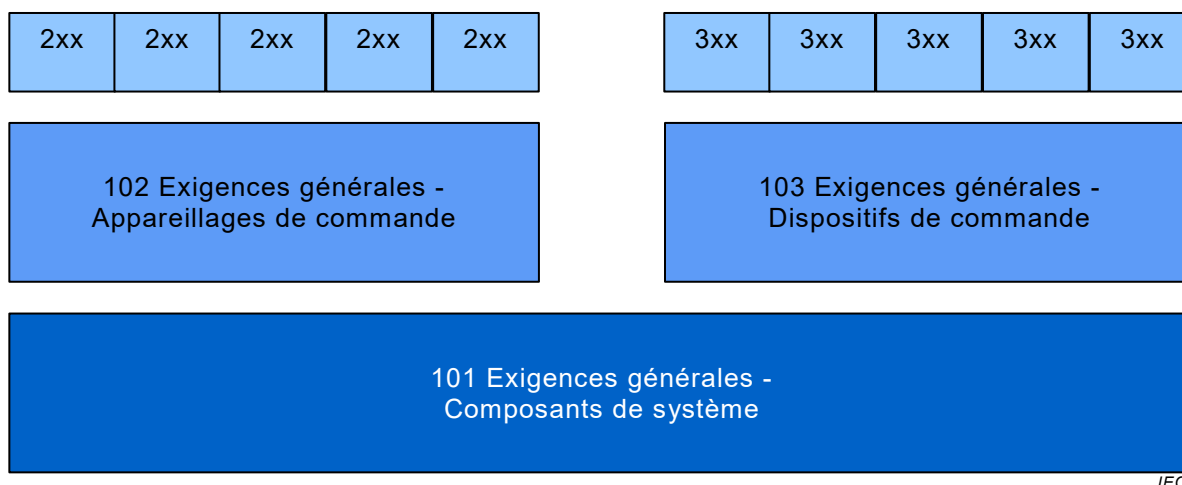 2xx 2xx 2xx 2xx 2xx 3xx 3xx 3xx 3xx 3xx
102 Exigences générales -
Appareillages de commande
103 Exigences générales -
Dispositifs de commande
101 Exigences générales -
Composants de système
IEC